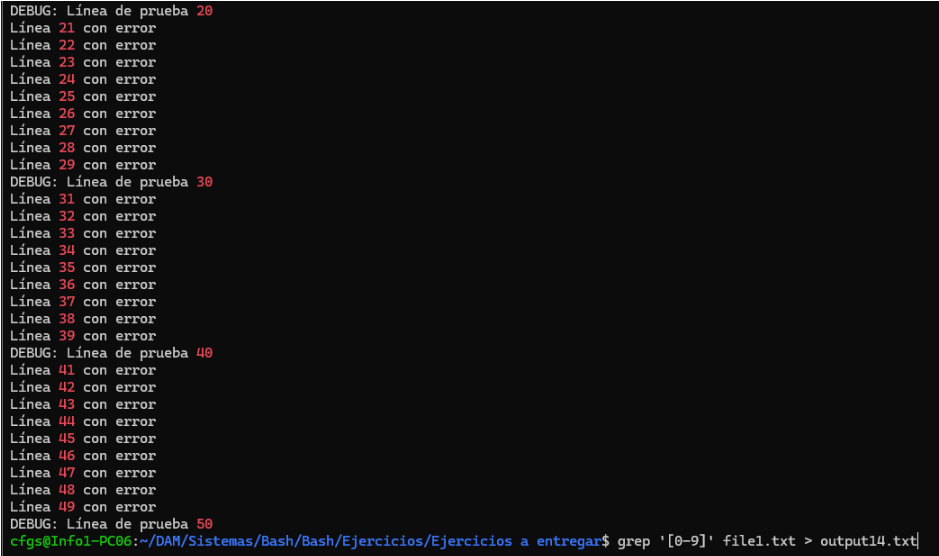 DEBUG: Línea de prueba 20
Línea 21 con error
Línea 22 con error
Línea 23 con error
Línea 24 con error
Línea 25 con error
Línea 26 con error
Línea 27 con error
Línea 28 con error
Línea 29 con error
DEBUG: Línea de prueba 30
Línea 31 con error
Línea 32 con error
Línea 33 con error
Línea 34 con error
Línea 35 con error
Línea 36 con error
Línea 37 con error
Línea 38 con error
Línea 39 con error
DEBUG: Línea de prueba 40
Línea 41 con error
Línea 42 con error
Línea 43 con error
Línea 44 con error
Línea 45 con error
Línea 46 con error
Línea 47 con error
Línea 48 con error
Línea 49 con error
DEBUG: Línea de prueba 50
cfgs@Info1-PC06:~/DAM/Sistemas/Bash/Bash/Ejercicios/Ejercicios a entregar$ grep '[0-9]' file1.txt > output14.txt